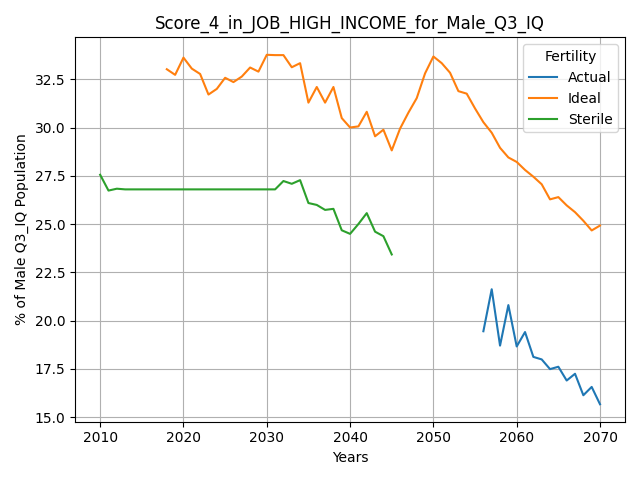 Score_4_in_JOB_HIGH_INCOME_for_Male_Q3_IQ
Fertility
Actual
Ideal
Sterile
% of Male Q3_IQ Population
32.5
30.0
27.5
25.0
22.5
20.0
17.5
15.0
2010 2020 2030 2040 2050 2060 2070
Years